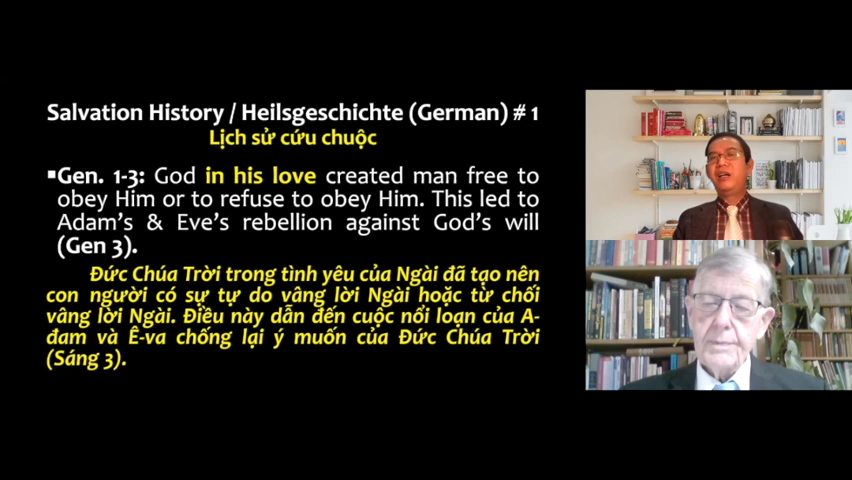 Salvation History / Heilsgeschichte (German) # 1
Lịch sử cứu chuộc
▪Gen. 1-3: God in his love created man free to
obey Him or to refuse to obey Him. This led to
Adam's & Eve's rebellion against God's will
(Gen 3).
Đức Chúa Trời trong tình yêu của Ngài đã tạo nên
con người có sự tự do vâng lời Ngài hoặc từ chối
vâng lời Ngài. Điều này dẫn đến cuộc nổi loạn của A-
đam và Ê-va chống lại ý muốn của Đức Chúa Trời
(Sáng 3).